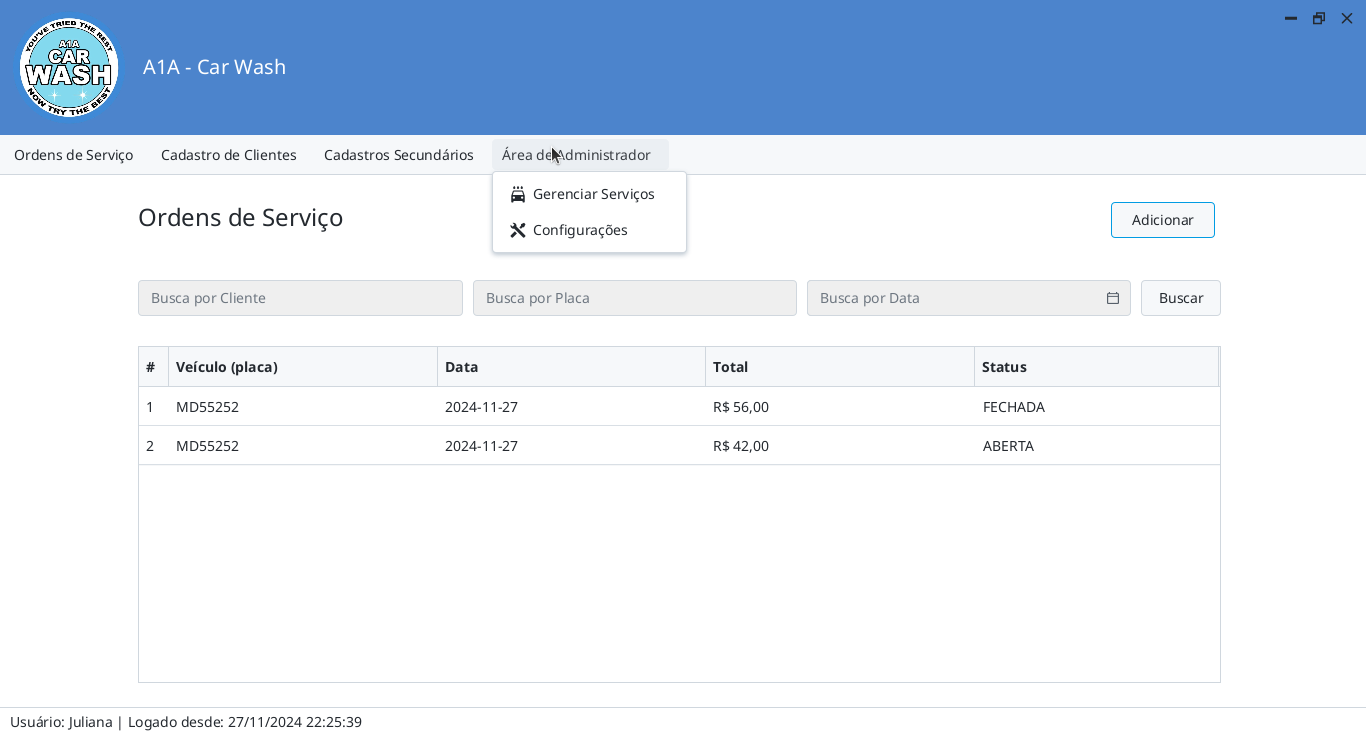 YOU'VE TRIED THE REST
A1A
CAR
WASH
NOW TRY THE BEST
A1A - Car Wash
Ordens de Serviço Cadastro de Clientes Cadastros Secundários Área de Administrador
Gerenciar Serviços
Configurações
Ordens de Serviço
Adicionar
Busca por Cliente Busca por Placa Busca por Data Buscar
# Veículo (placa) Data Total Status
1 MD55252 2024-11-27 R$ 56,00 FECHADA
2 MD55252 2024-11-27 R$ 42,00 ABERTA
Usuário: Juliana | Logado desde: 27/11/2024 22:25:39